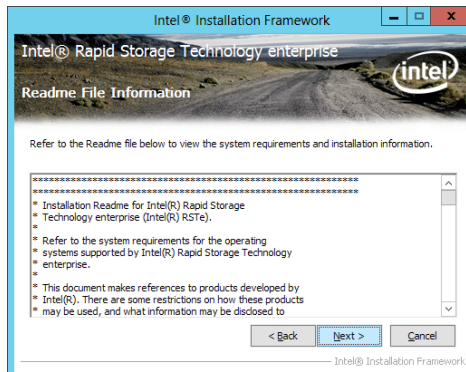 Intel® Installation Framework
Intel® Rapid Storage Technology enterprise
intel
Readme File Information
Refer to the Readme file below to view the system requirements and installation information.
************************************************************
************************************************************
* Installation Readme for Intel(R) Rapid Storage
* Technology enterprise (Intel(R) RSTe).
*
* Refer to the system requirements for the operating
* systems supported by Intel(R) Rapid Storage Technology
* enterprise.
*
* This document makes references to products developed by
* Intel(R). There are some restrictions on how these products
* may be used, and what information may be disclosed to
< Back
Next >
Cancel
Intel® Installation Framework